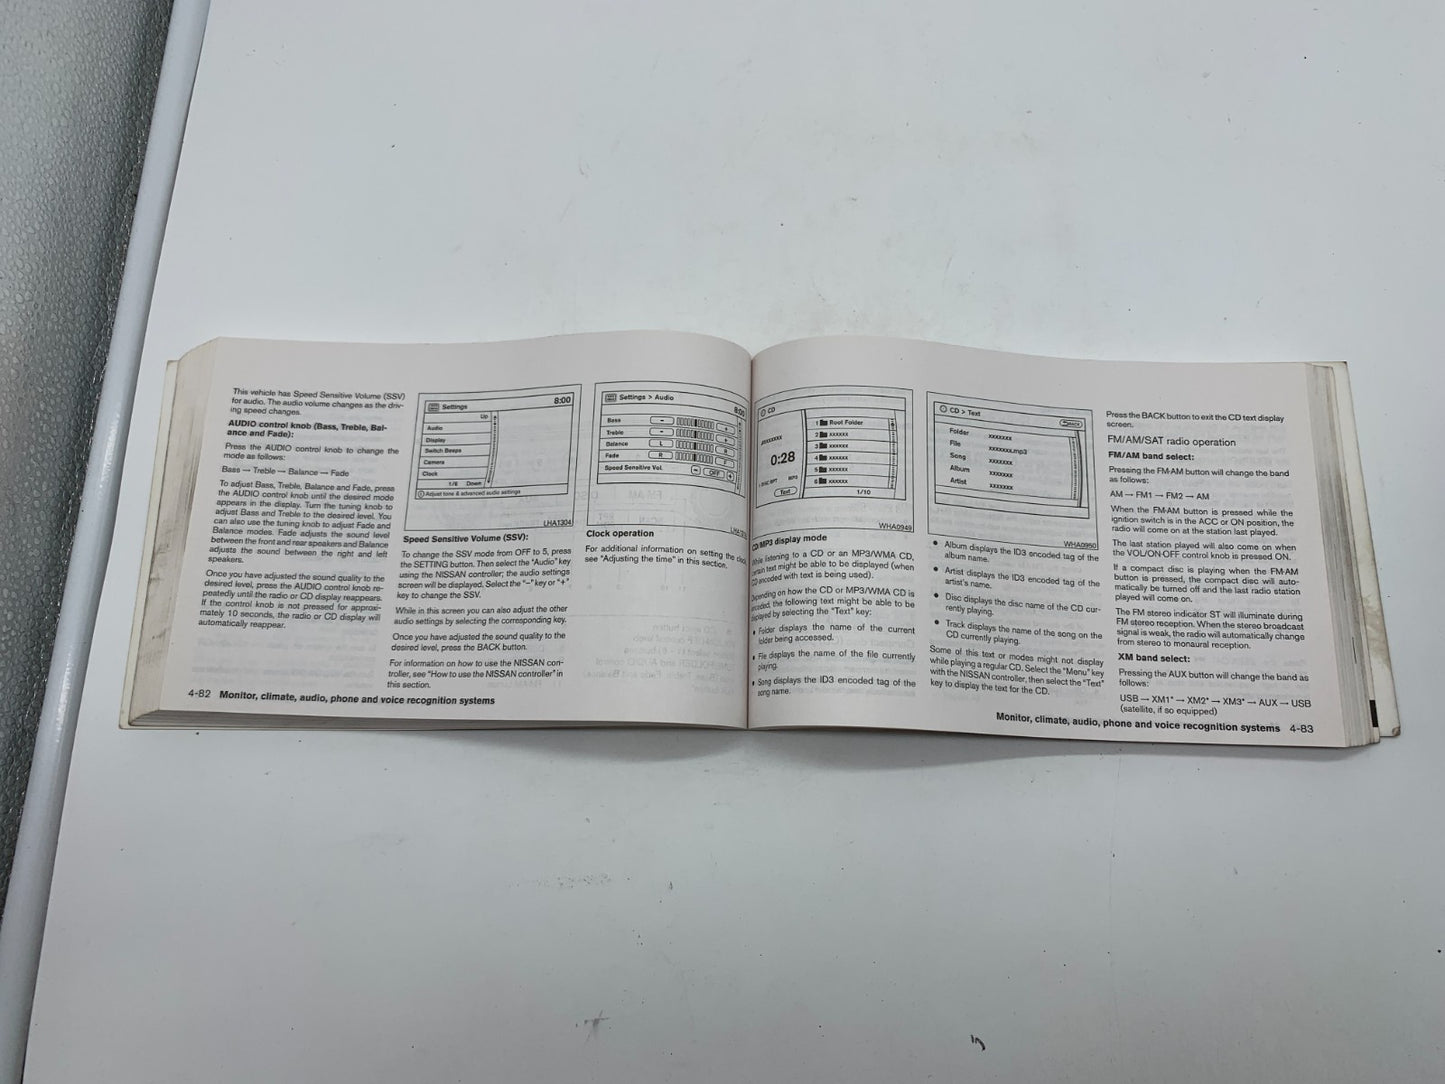 This vehicle has Speed Sensitive Volume (SSV)
for audio. The audio volume changes as the driv-
ing speed changes.
AUDIO control knob (Bass, Treble, Bal-
ance and Fade):
Press the AUDIO control knob to change the
mode as follows:
Bass → Treble → Balance → Fade
To adjust Bass, Treble, Balance and Fade, press
the AUDIO control knob until the desired mode
appears in the display. Turn the tuning knob to
adjust Bass and Treble to the desired level. You
can also use the tuning knob to adjust Fade and
Balance modes. Fade adjusts the sound level
between the front and rear speakers and Balance
adjusts the sound between the right and left
speakers.
Once you have adjusted the sound quality to the
desired level, press the AUDIO control knob re-
peatedly until the radio or CD display reappears.
If the control knob is not pressed for approxi-
mately 10 seconds, the radio or CD display will
automatically reappear.
Settings 8:00
Up
Audio
Display
Switch Beeps
Camera
Clock
1/6 Down
Adjust tone & advanced audio settings
LHA1304
Speed Sensitive Volume (SSV):
To change the SSV mode from OFF to 5, press
the SETTING button. Then select the “Audio” key
using the NISSAN controller; the audio settings
screen will be displayed. Select the “−” key or “+”
key to change the SSV.
While in this screen you can also adjust the other
audio settings by selecting the corresponding key.
Once you have adjusted the sound quality to the
desired level, press the BACK button.
For information on how to use the NISSAN con-
troller, see “How to use the NISSAN controller” in
this section.
Settings > Audio 8:00
Bass − +
Treble − +
Balance L R
Fade R F
Speed Sensitive Vol. − OFF +
Clock operation
For additional information on setting the clock
see “Adjusting the time” in this section.
4-82 Monitor, climate, audio, phone and voice recognition systems
CD
xxxxxxx
0:28
Text
1 Root Folder
2 xxxxxx
3 xxxxxx
4 xxxxxx
5 xxxxxx
6 xxxxxx
1/10
WHA0949
CD/MP3 display mode
While listening to a CD or an MP3/WMA CD,
certain text might be able to be displayed (when
CD encoded with text is being used).
Depending on how the CD or MP3/WMA CD is
encoded, the following text might be able to be
displayed by selecting the “Text” key:
● Folder displays the name of the current
folder being accessed.
● File displays the name of the file currently
playing.
● Song displays the ID3 encoded tag of the
song name.
CD > Text BACK
Folder xxxxxxx
File xxxxxxx.mp3
Song xxxxxxx
Album xxxxxxx
Artist xxxxxxx
WHA0950
● Album displays the ID3 encoded tag of the
album name.
● Artist displays the ID3 encoded tag of the
artist's name.
● Disc displays the disc name of the CD cur-
rently playing.
● Track displays the name of the song on the
CD currently playing.
Some of this text or modes might not display
while playing a regular CD. Select the “Menu” key
with the NISSAN controller, then select the “Text”
key to display the text for the CD.
Press the BACK button to exit the CD text display
screen.
FM/AM/SAT radio operation
FM/AM band select:
Pressing the FM·AM button will change the band
as follows:
AM → FM1 → FM2 → AM
When the FM·AM button is pressed while the
ignition switch is in the ACC or ON position, the
radio will come on at the station last played.
The last station played will also come on when
the VOL/ON·OFF control knob is pressed ON.
If a compact disc is playing when the FM·AM
button is pressed, the compact disc will auto-
matically be turned off and the last radio station
played will come on.
The FM stereo indicator ST will illuminate during
FM stereo reception. When the stereo broadcast
signal is weak, the radio will automatically change
from stereo to monaural reception.
XM band select:
Pressing the AUX button will change the band as
follows:
USB → XM1* → XM2* → XM3* → AUX → USB
(satellite, if so equipped)
Monitor, climate, audio, phone and voice recognition systems 4-83